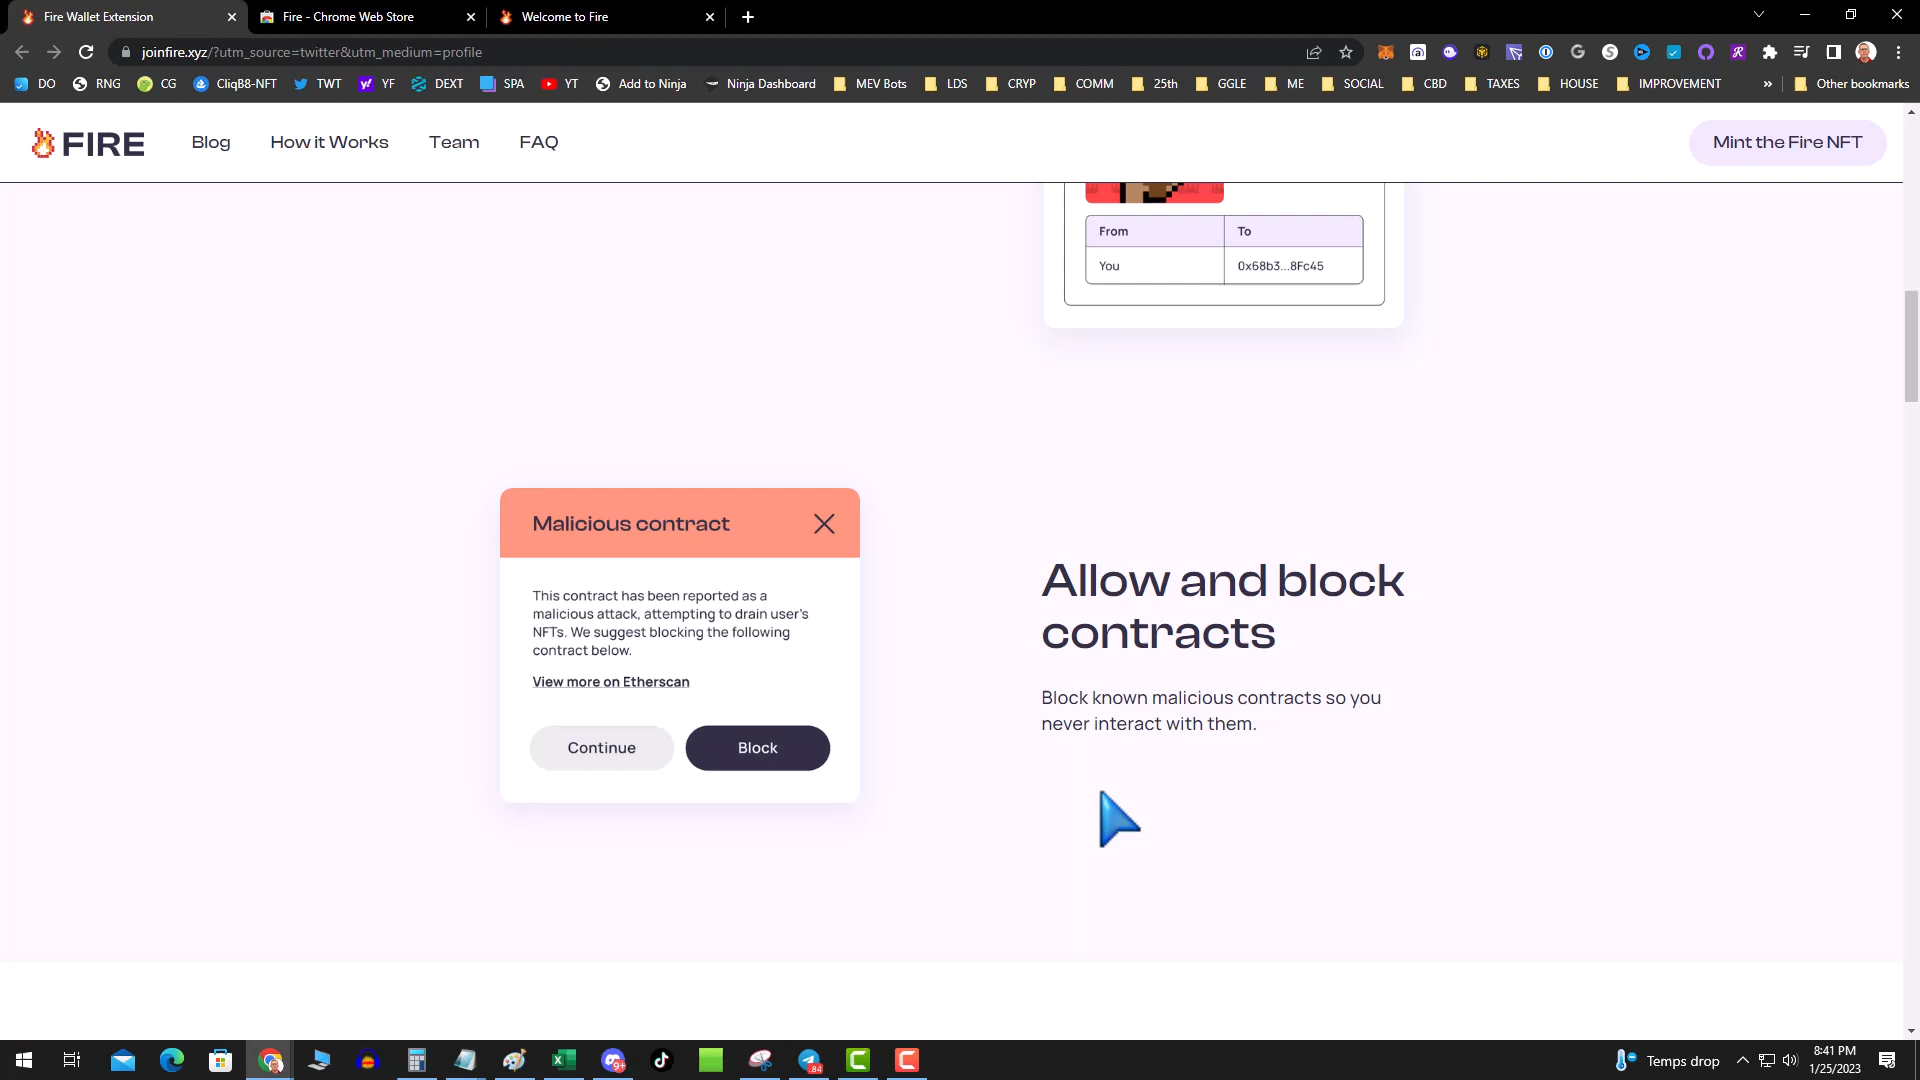 Fire Wallet Extension
Fire - Chrome Web Store
Welcome to Fire
joinfire.xyz/?utm_source=twitter&utm_medium=profile
DO RNG CG CliqB8-NFT TWT YF DEXT SPA YT Add to Ninja Ninja Dashboard MEV Bots LDS CRYP COMM 25th GGLE ME SOCIAL CBD TAXES HOUSE IMPROVEMENT » Other bookmarks
FIRE Blog How it Works Team FAQ Mint the Fire NFT
From To
You 0x68b3...8Fc45
Malicious contract
This contract has been reported as a
malicious attack, attempting to drain user's
NFTs. We suggest blocking the following
contract below.
View more on Etherscan
Continue Block
Allow and block
contracts
Block known malicious contracts so you
never interact with them.
9+
84
Temps drop
8:41 PM
1/25/2023